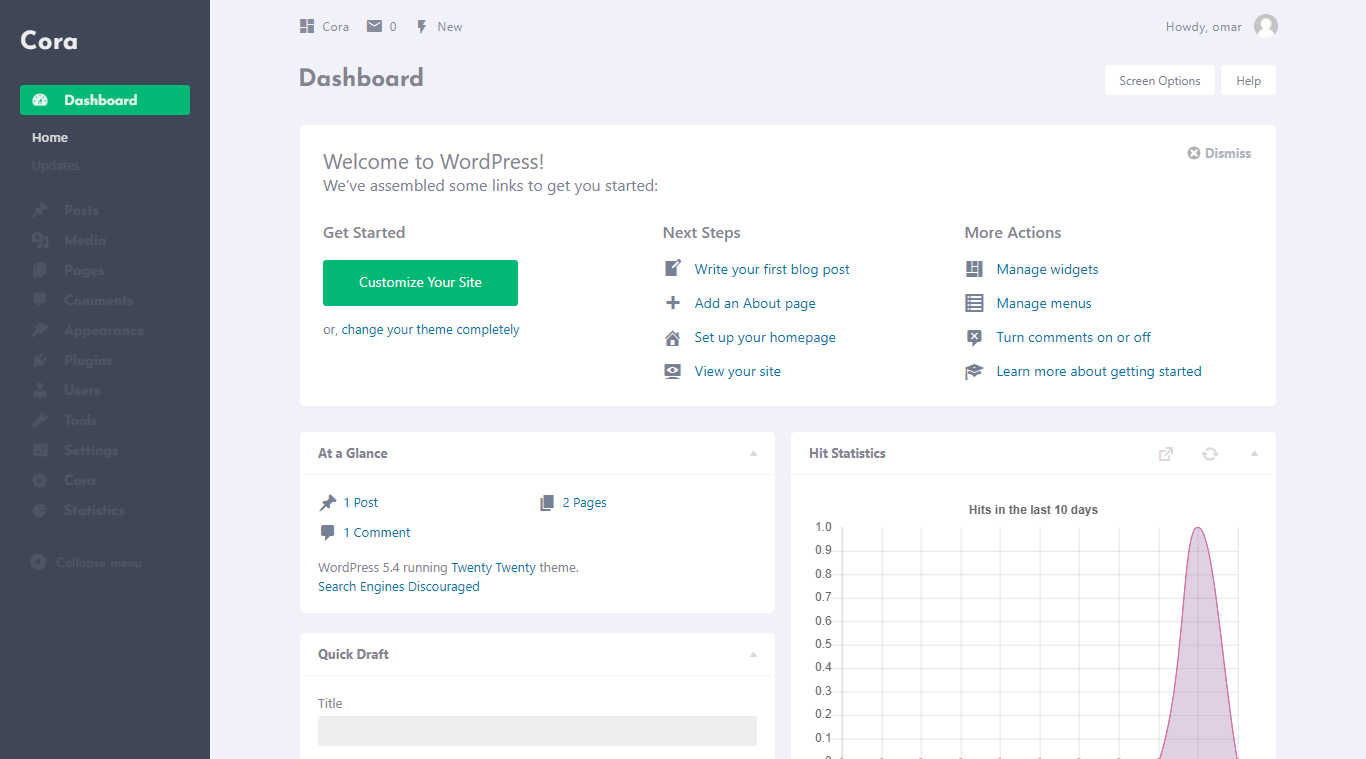 Cora
Dashboard
Home
Updates
Posts
Media
Pages
Comments
Appearance
Plugins
Users
Tools
Settings
Cora
Statistics
Collapse menu
Cora 0 New
Howdy, omar
Dashboard
Screen Options Help
Welcome to WordPress!
Dismiss
We’ve assembled some links to get you started:
Get Started
Customize Your Site
or, change your theme completely
Next Steps
Write your first blog post
Add an About page
Set up your homepage
View your site
More Actions
Manage widgets
Manage menus
Turn comments on or off
Learn more about getting started
At a Glance
1 Post
2 Pages
1 Comment
WordPress 5.4 running Twenty Twenty theme.
Search Engines Discouraged
Quick Draft
Title
Hit Statistics
Hits in the last 10 days
1.0
0.9
0.8
0.7
0.6
0.5
0.4
0.3
0.2
0.1